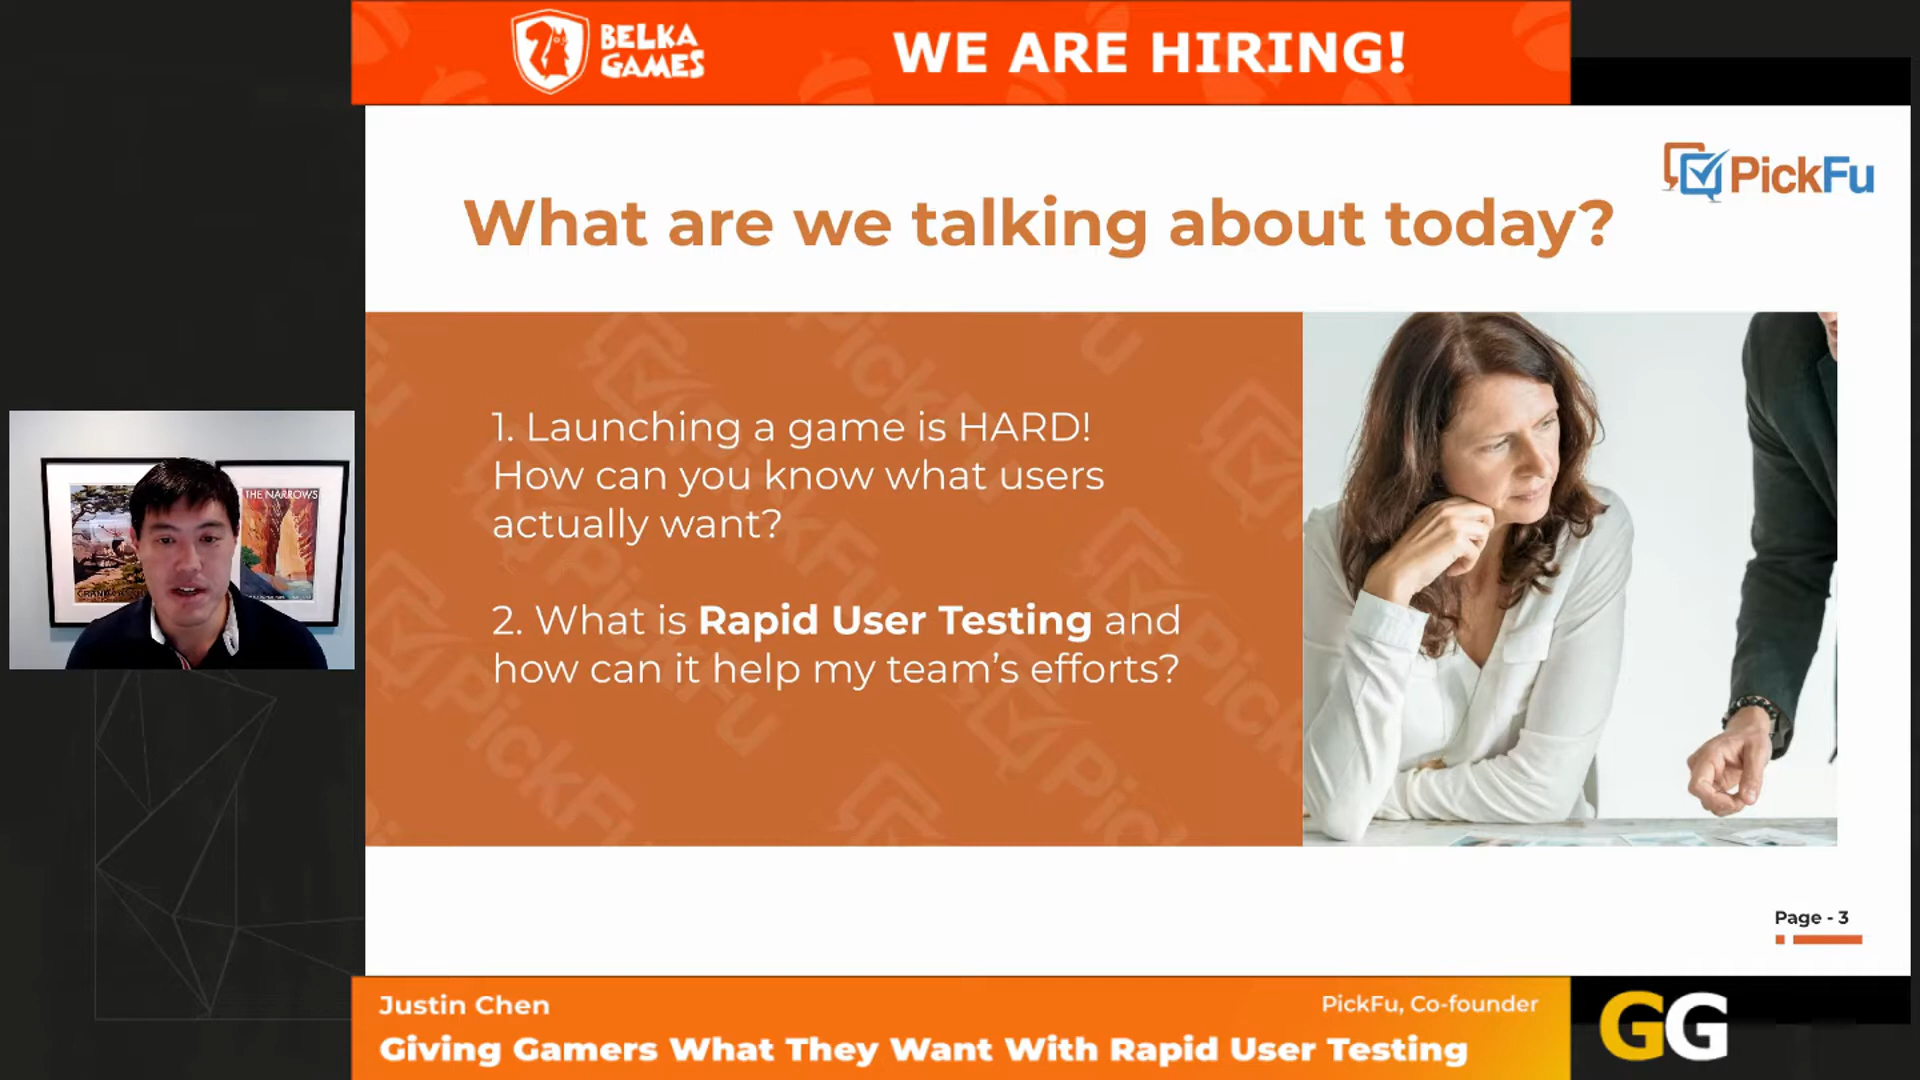 BELKA
GAMES
WE ARE HIRING!
PickFu
What are we talking about today?
1. Launching a game is HARD!
How can you know what users
actually want?
2. What is Rapid User Testing and
how can it help my team's efforts?
THE NARROWS
Page - 3
Justin Chen
PickFu, Co-founder
Giving Gamers What They Want With Rapid User Testing
GG